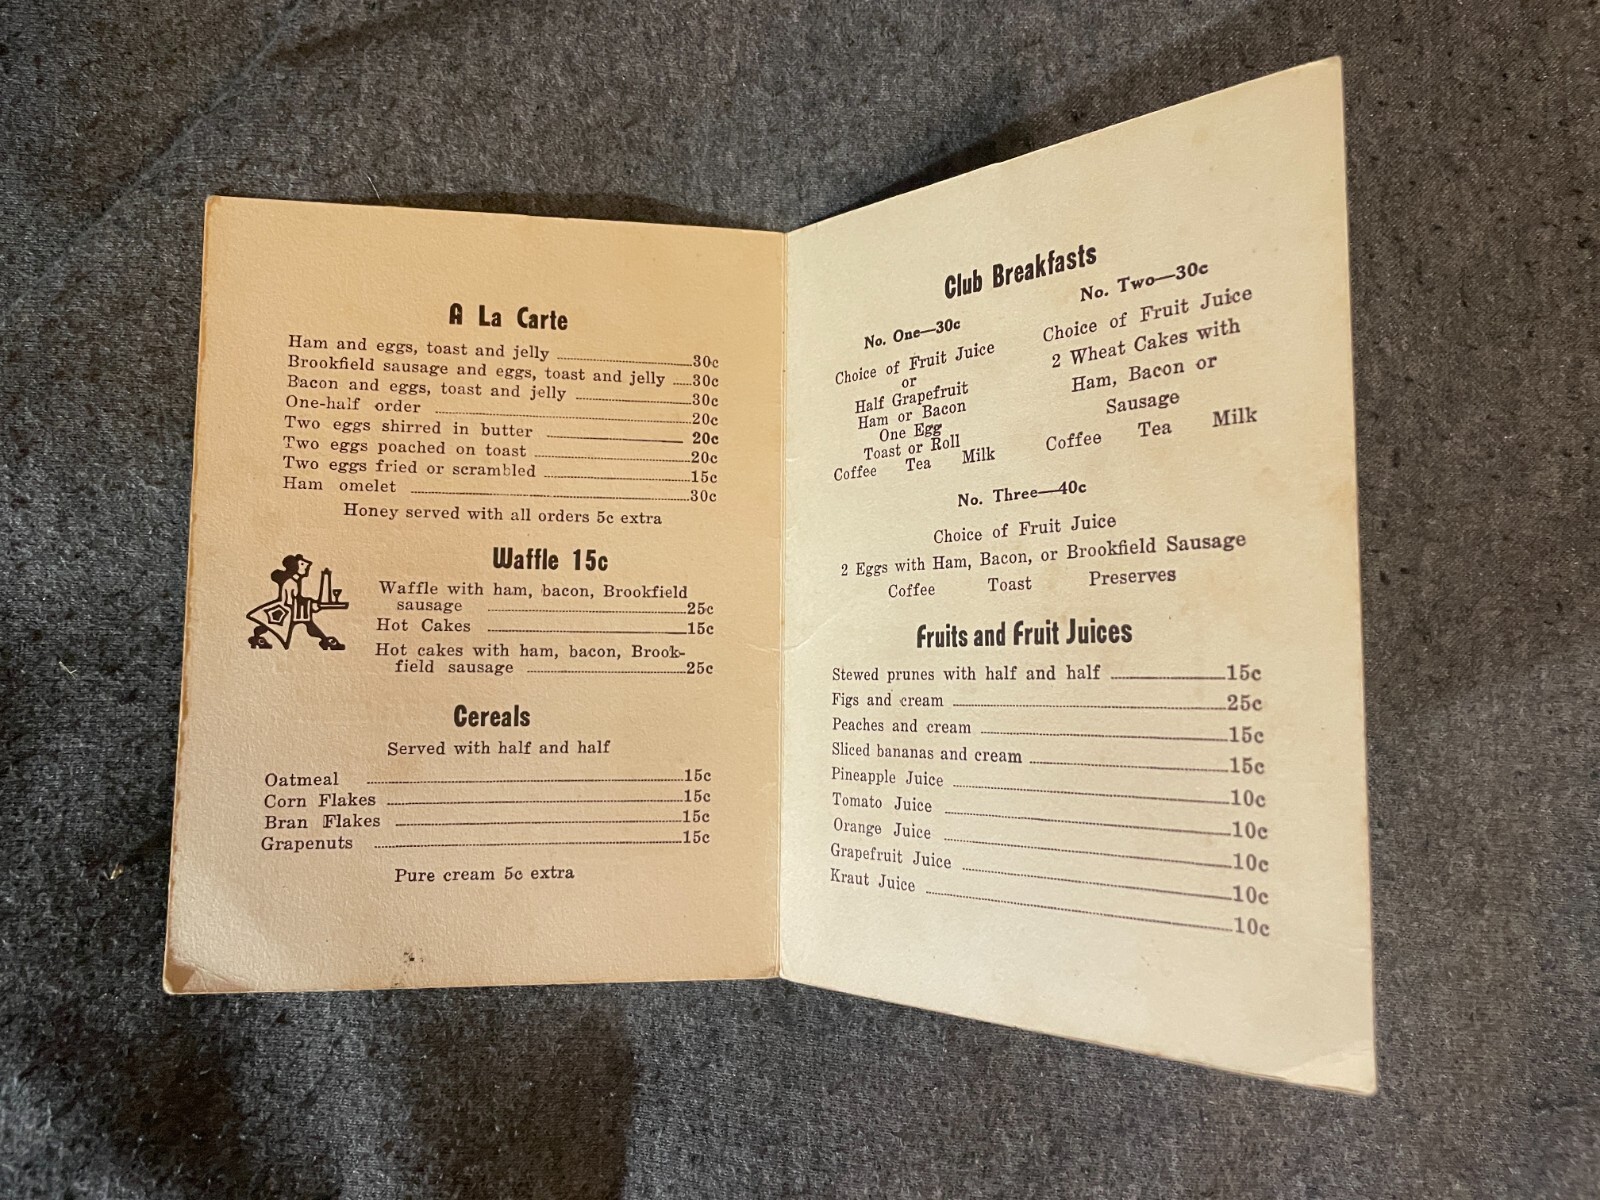 A La Carte
Ham and eggs, toast and jelly 30c
Brookfield sausage and eggs, toast and jelly 30c
Bacon and eggs, toast and jelly 30c
One-half order 20c
Two eggs shirred in butter 20c
Two eggs poached on toast 20c
Two eggs fried or scrambled 15c
Ham omelet 30c
Honey served with all orders 5c extra
Waffle 15c
Waffle with ham, bacon, Brookfield
sausage 25c
Hot Cakes 15c
Hot cakes with ham, bacon, Brook-
field sausage 25c
Cereals
Served with half and half
Oatmeal 15c
Corn Flakes 15c
Bran Flakes 15c
Grapenuts 15c
Pure cream 5c extra
Club Breakfasts
No. One—30c
Choice of Fruit Juice
or
Half Grapefruit
Ham or Bacon
One Egg
Toast or Roll
Coffee Tea Milk
No. Two—30c
Choice of Fruit Juice
2 Wheat Cakes with
Ham, Bacon or
Sausage
Coffee Tea Milk
No. Three—40c
Choice of Fruit Juice
2 Eggs with Ham, Bacon, or Brookfield Sausage
Coffee Toast Preserves
Fruits and Fruit Juices
Stewed prunes with half and half 15c
Figs and cream 25c
Peaches and cream 15c
Sliced bananas and cream 15c
Pineapple Juice 10c
Tomato Juice 10c
Orange Juice 10c
Grapefruit Juice 10c
Kraut Juice 10c